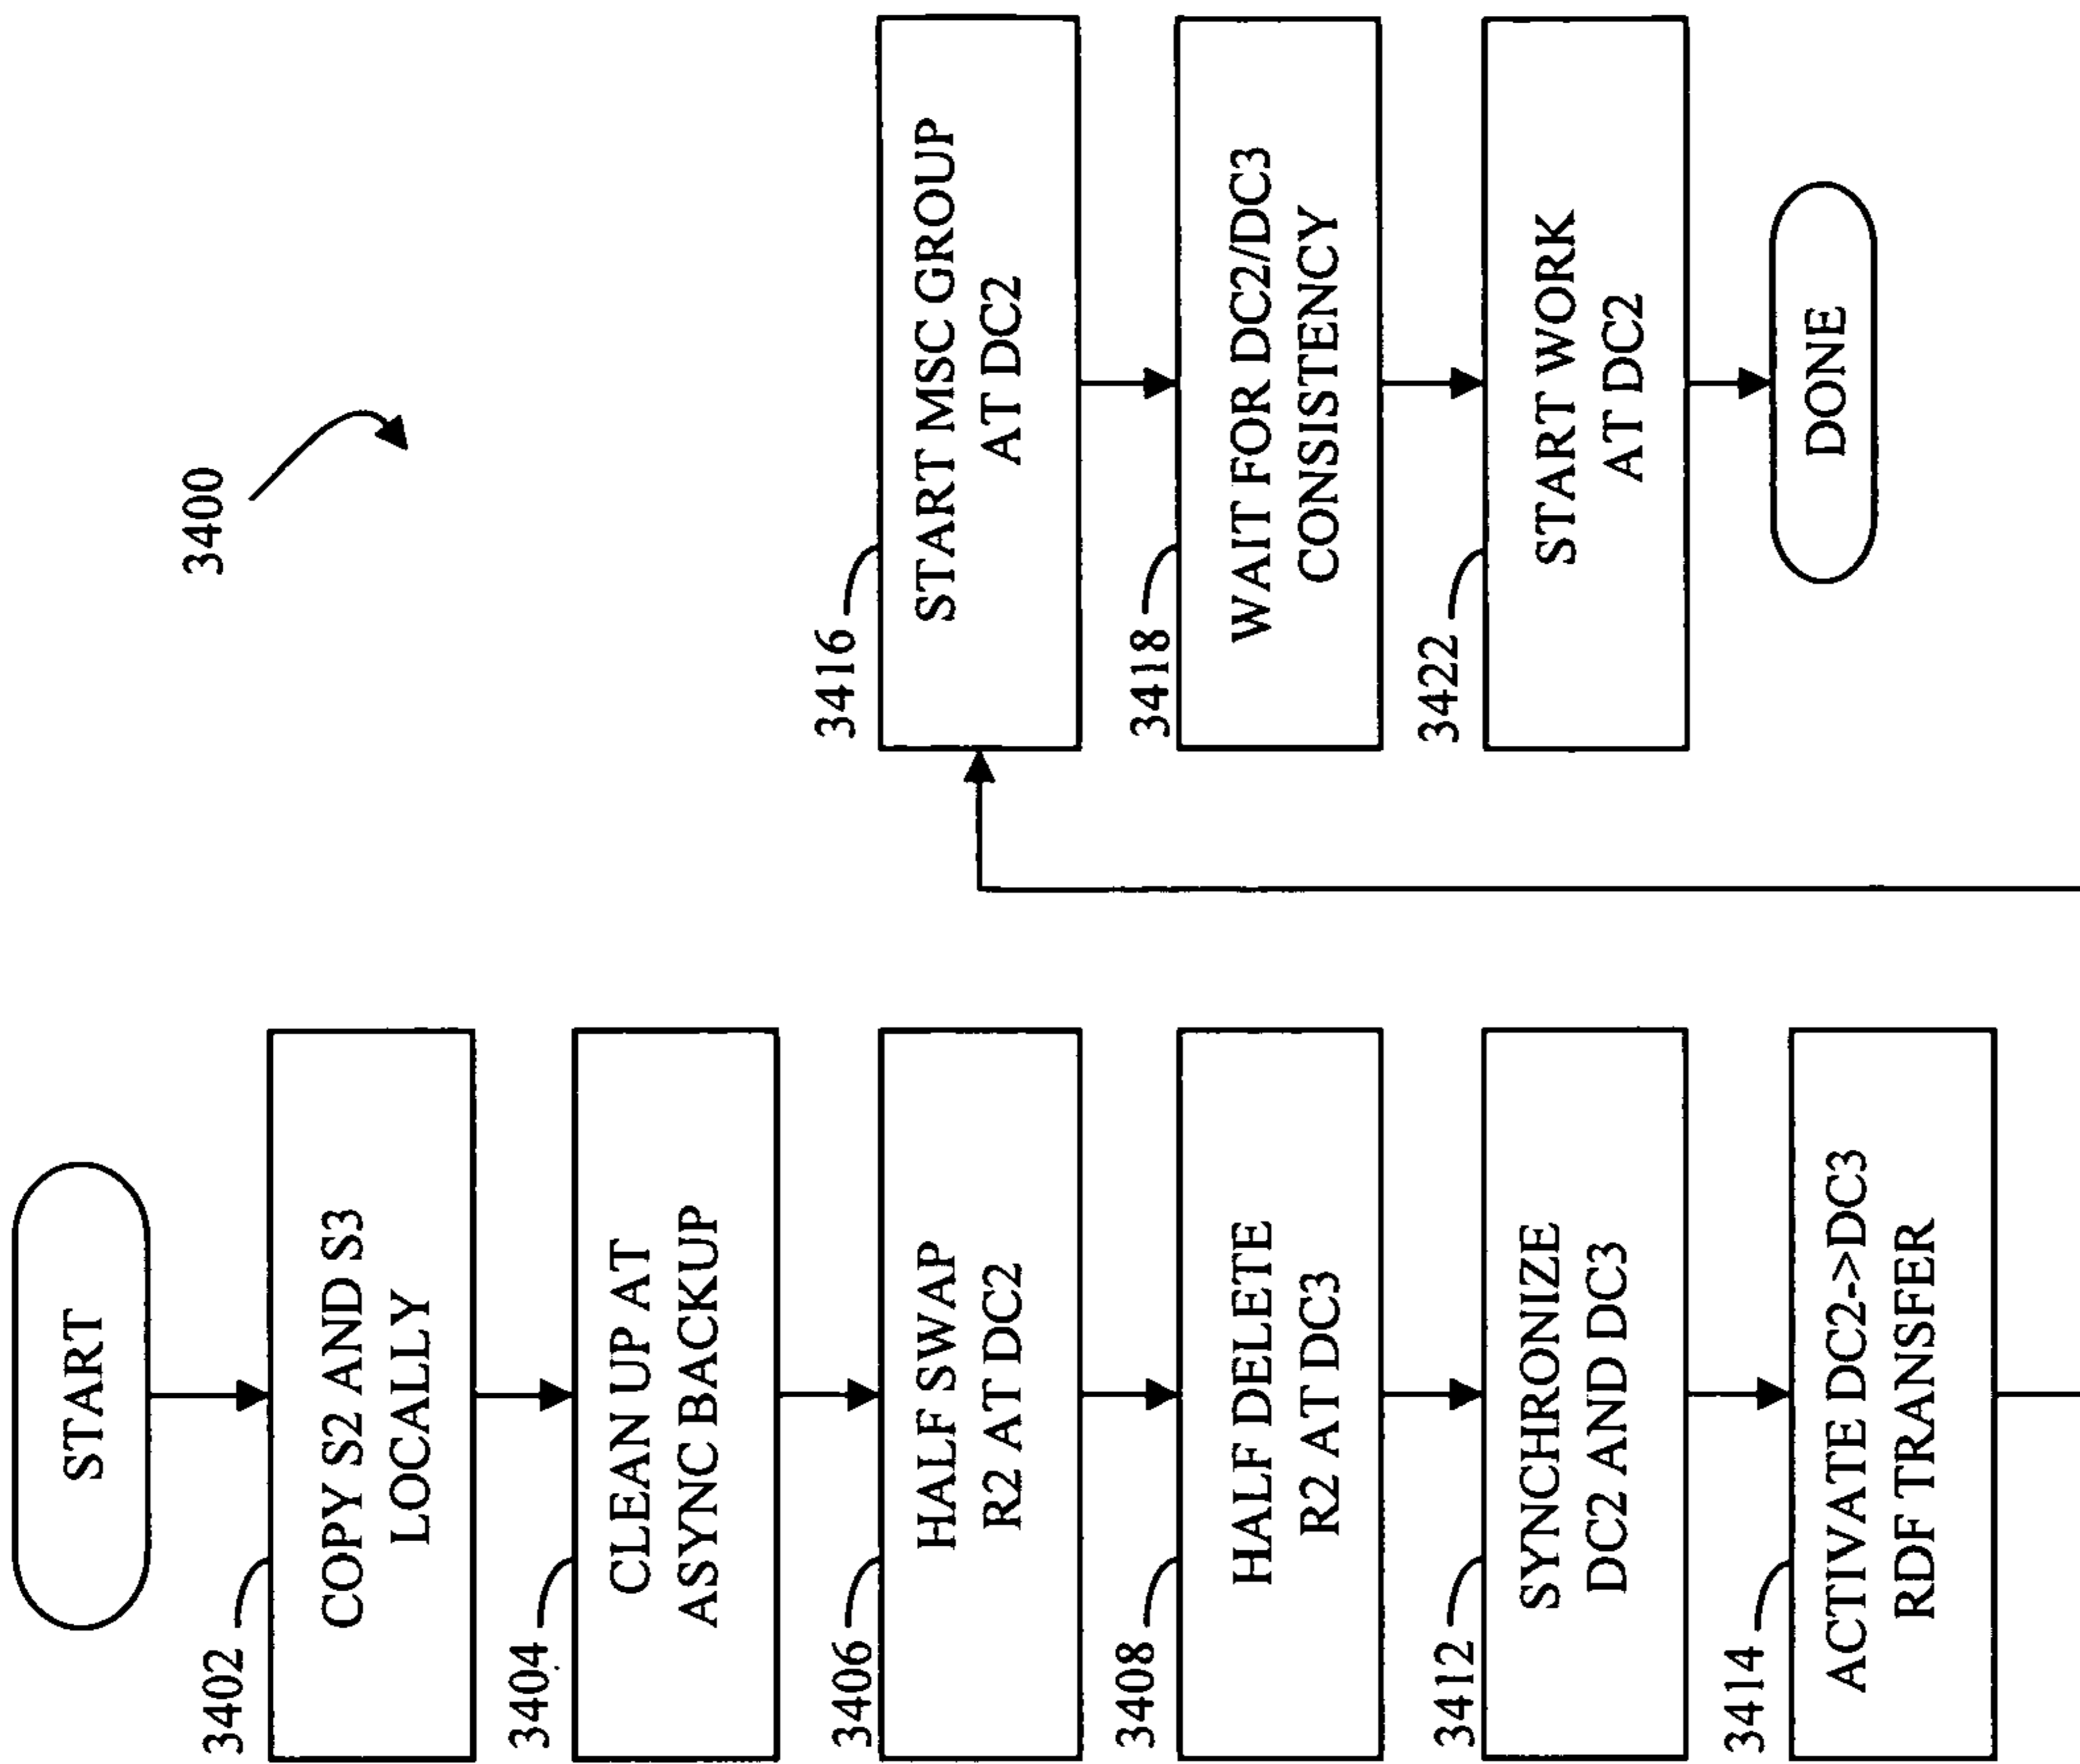 3400
START
3402
COPY S2 AND S3
LOCALLY
3404
CLEAN UP AT
ASYNC BACKUP
3406
HALF SWAP
R2 AT DC2
3408
HALF DELETE
R2 AT DC3
3412
SYNCHRONIZE
DC2 AND DC3
3414
ACTIVATE DC2->DC3
RDF TRANSFER
3416
START MSC GROUP
AT DC2
3418
WAIT FOR DC2/DC3
CONSISTENCY
3422
START WORK
AT DC2
DONE